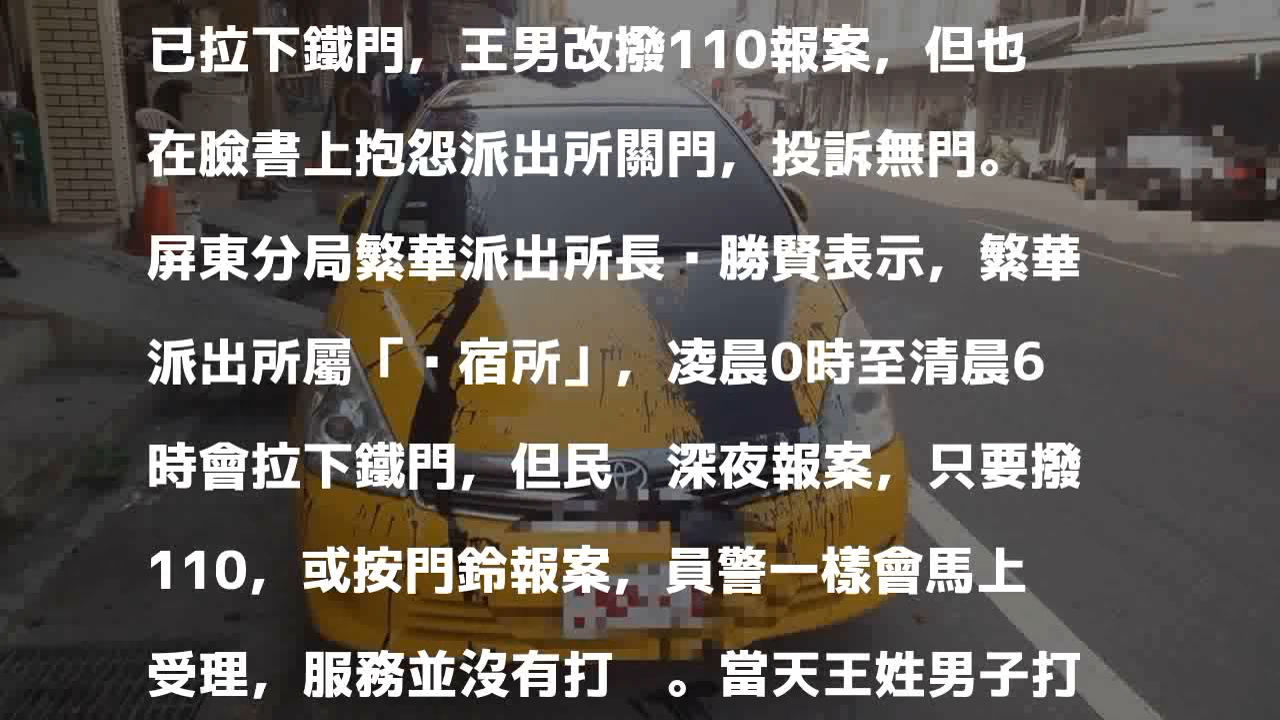 已拉下鐵門，王男改撥110報案，但也
在臉書上抱怨派出所關門，投訴無門。
屏東分局繁華派出所長·勝賢表示，繁華
派出所屬「·宿所」，凌晨0時至清晨6
時會拉下鐵門，但民　深夜報案，只要撥
110，或按門鈴報案，員警一樣會馬上
受理，服務並沒有打　。當天王姓男子打